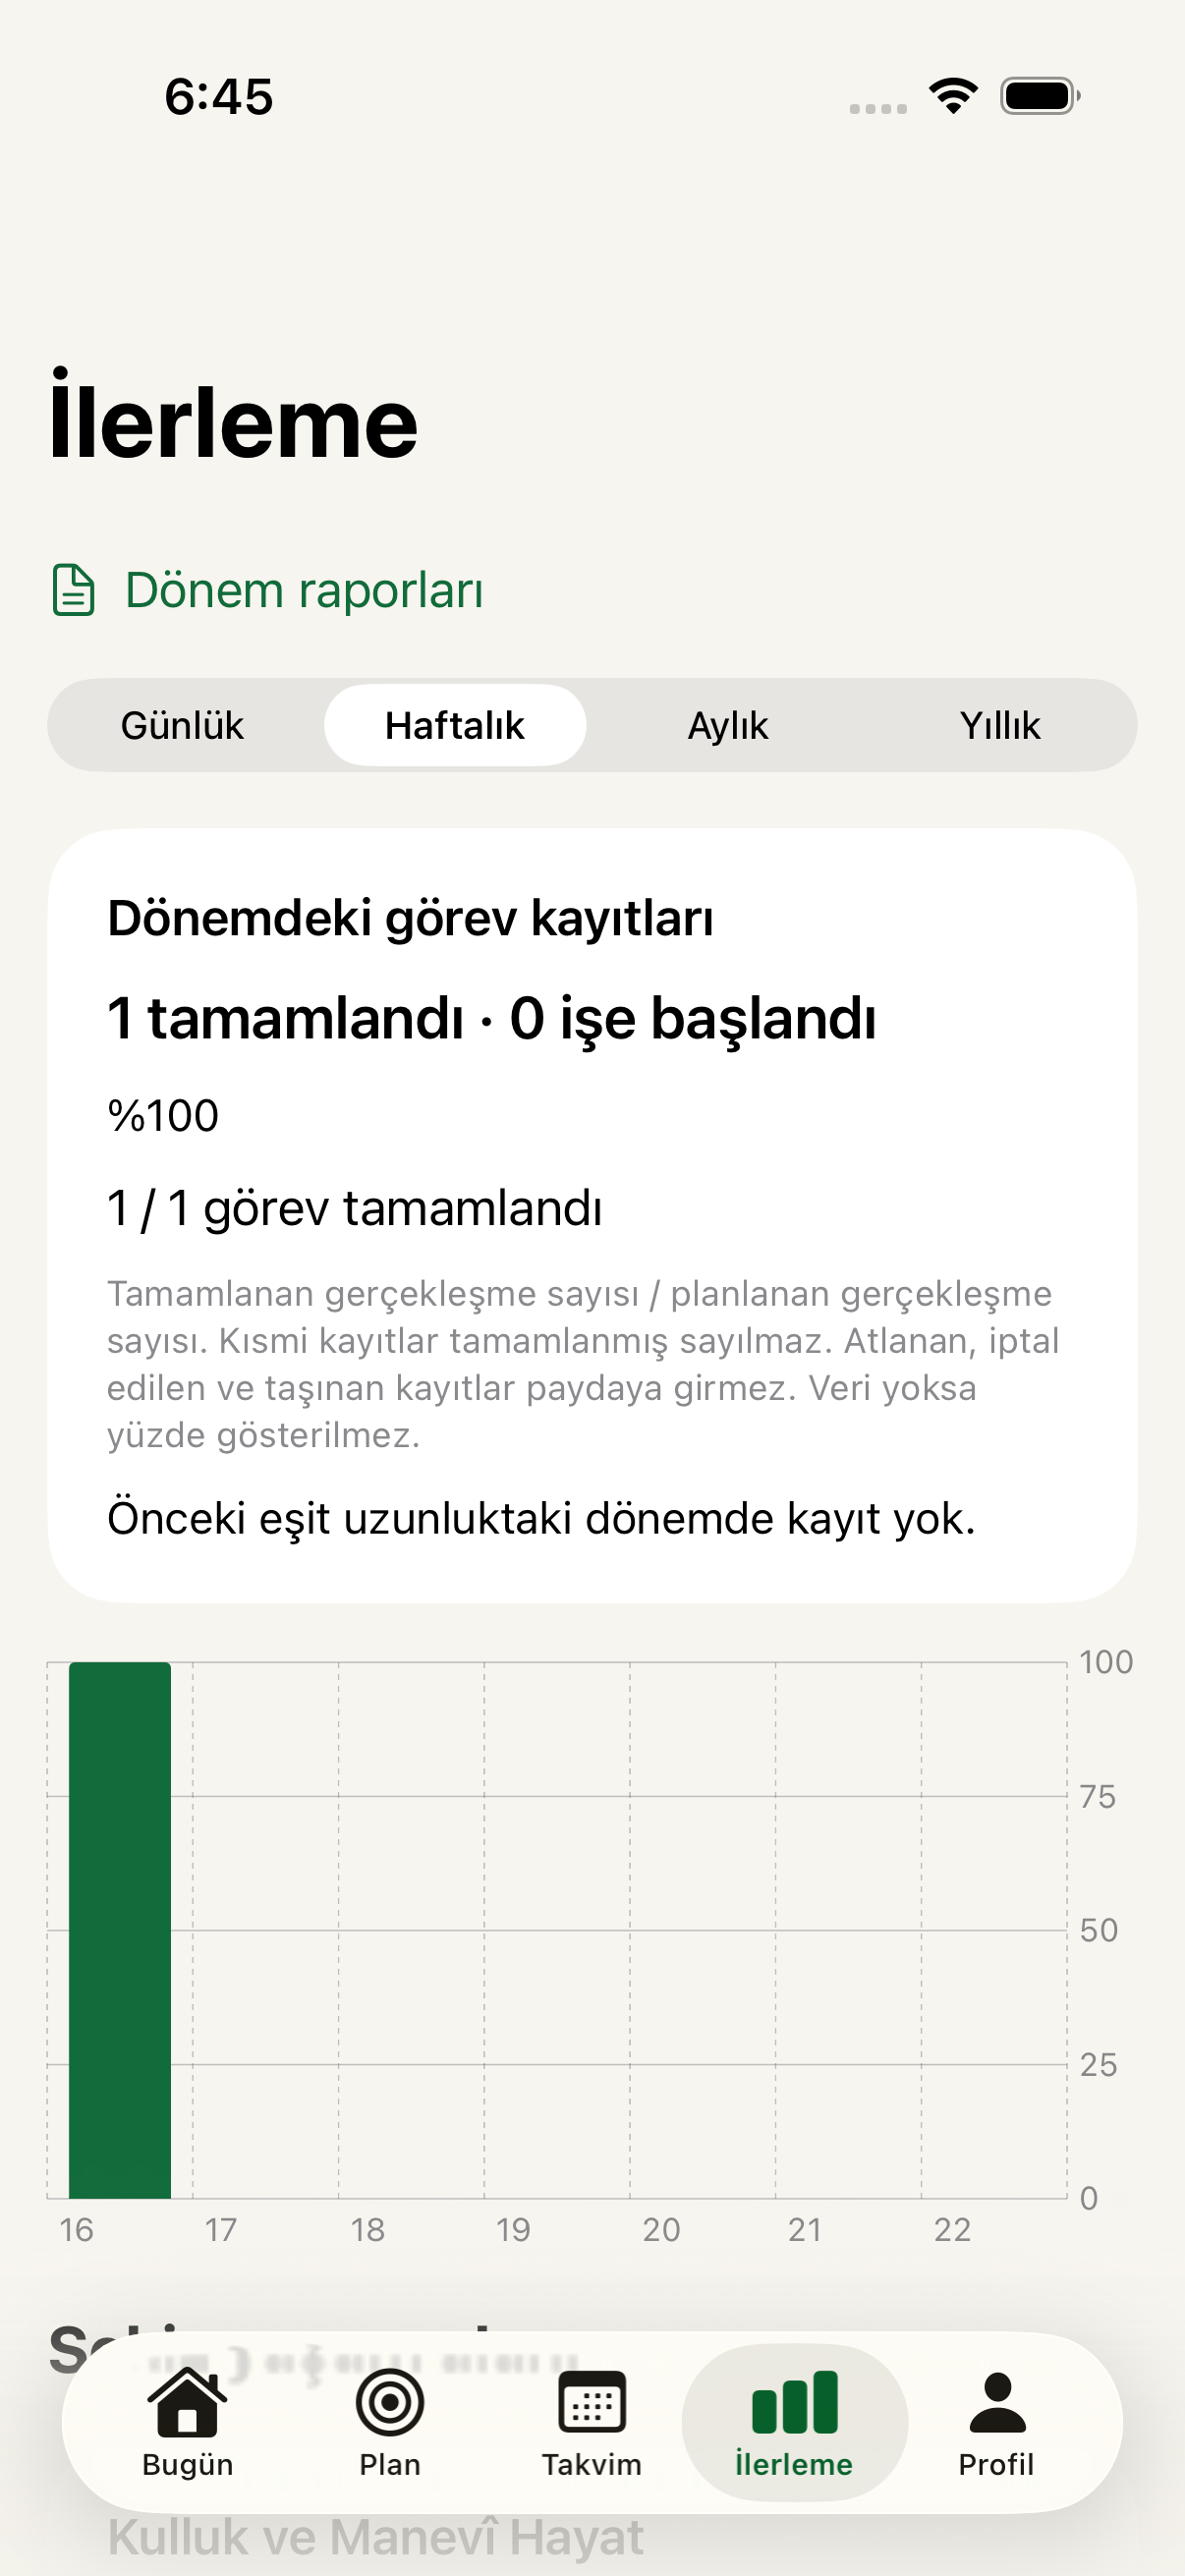 6:45
İlerleme
Dönem raporları
Günlük
Haftalık
Aylık
Yıllık
Dönemdeki görev kayıtları
1 tamamlandı · 0 işe başlandı
%100
1 / 1 görev tamamlandı
Tamamlanan gerçekleşme sayısı / planlanan gerçekleşme
sayısı. Kısmi kayıtlar tamamlanmış sayılmaz. Atlanan, iptal
edilen ve taşınan kayıtlar paydaya girmez. Veri yoksa
yüzde gösterilmez.
Önceki eşit uzunluktaki dönemde kayıt yok.
100
75
50
25
0
16
17
18
19
20
21
22
Bugün
Plan
Takvim
İlerleme
Profil
Kulluk ve Manevî Hayat